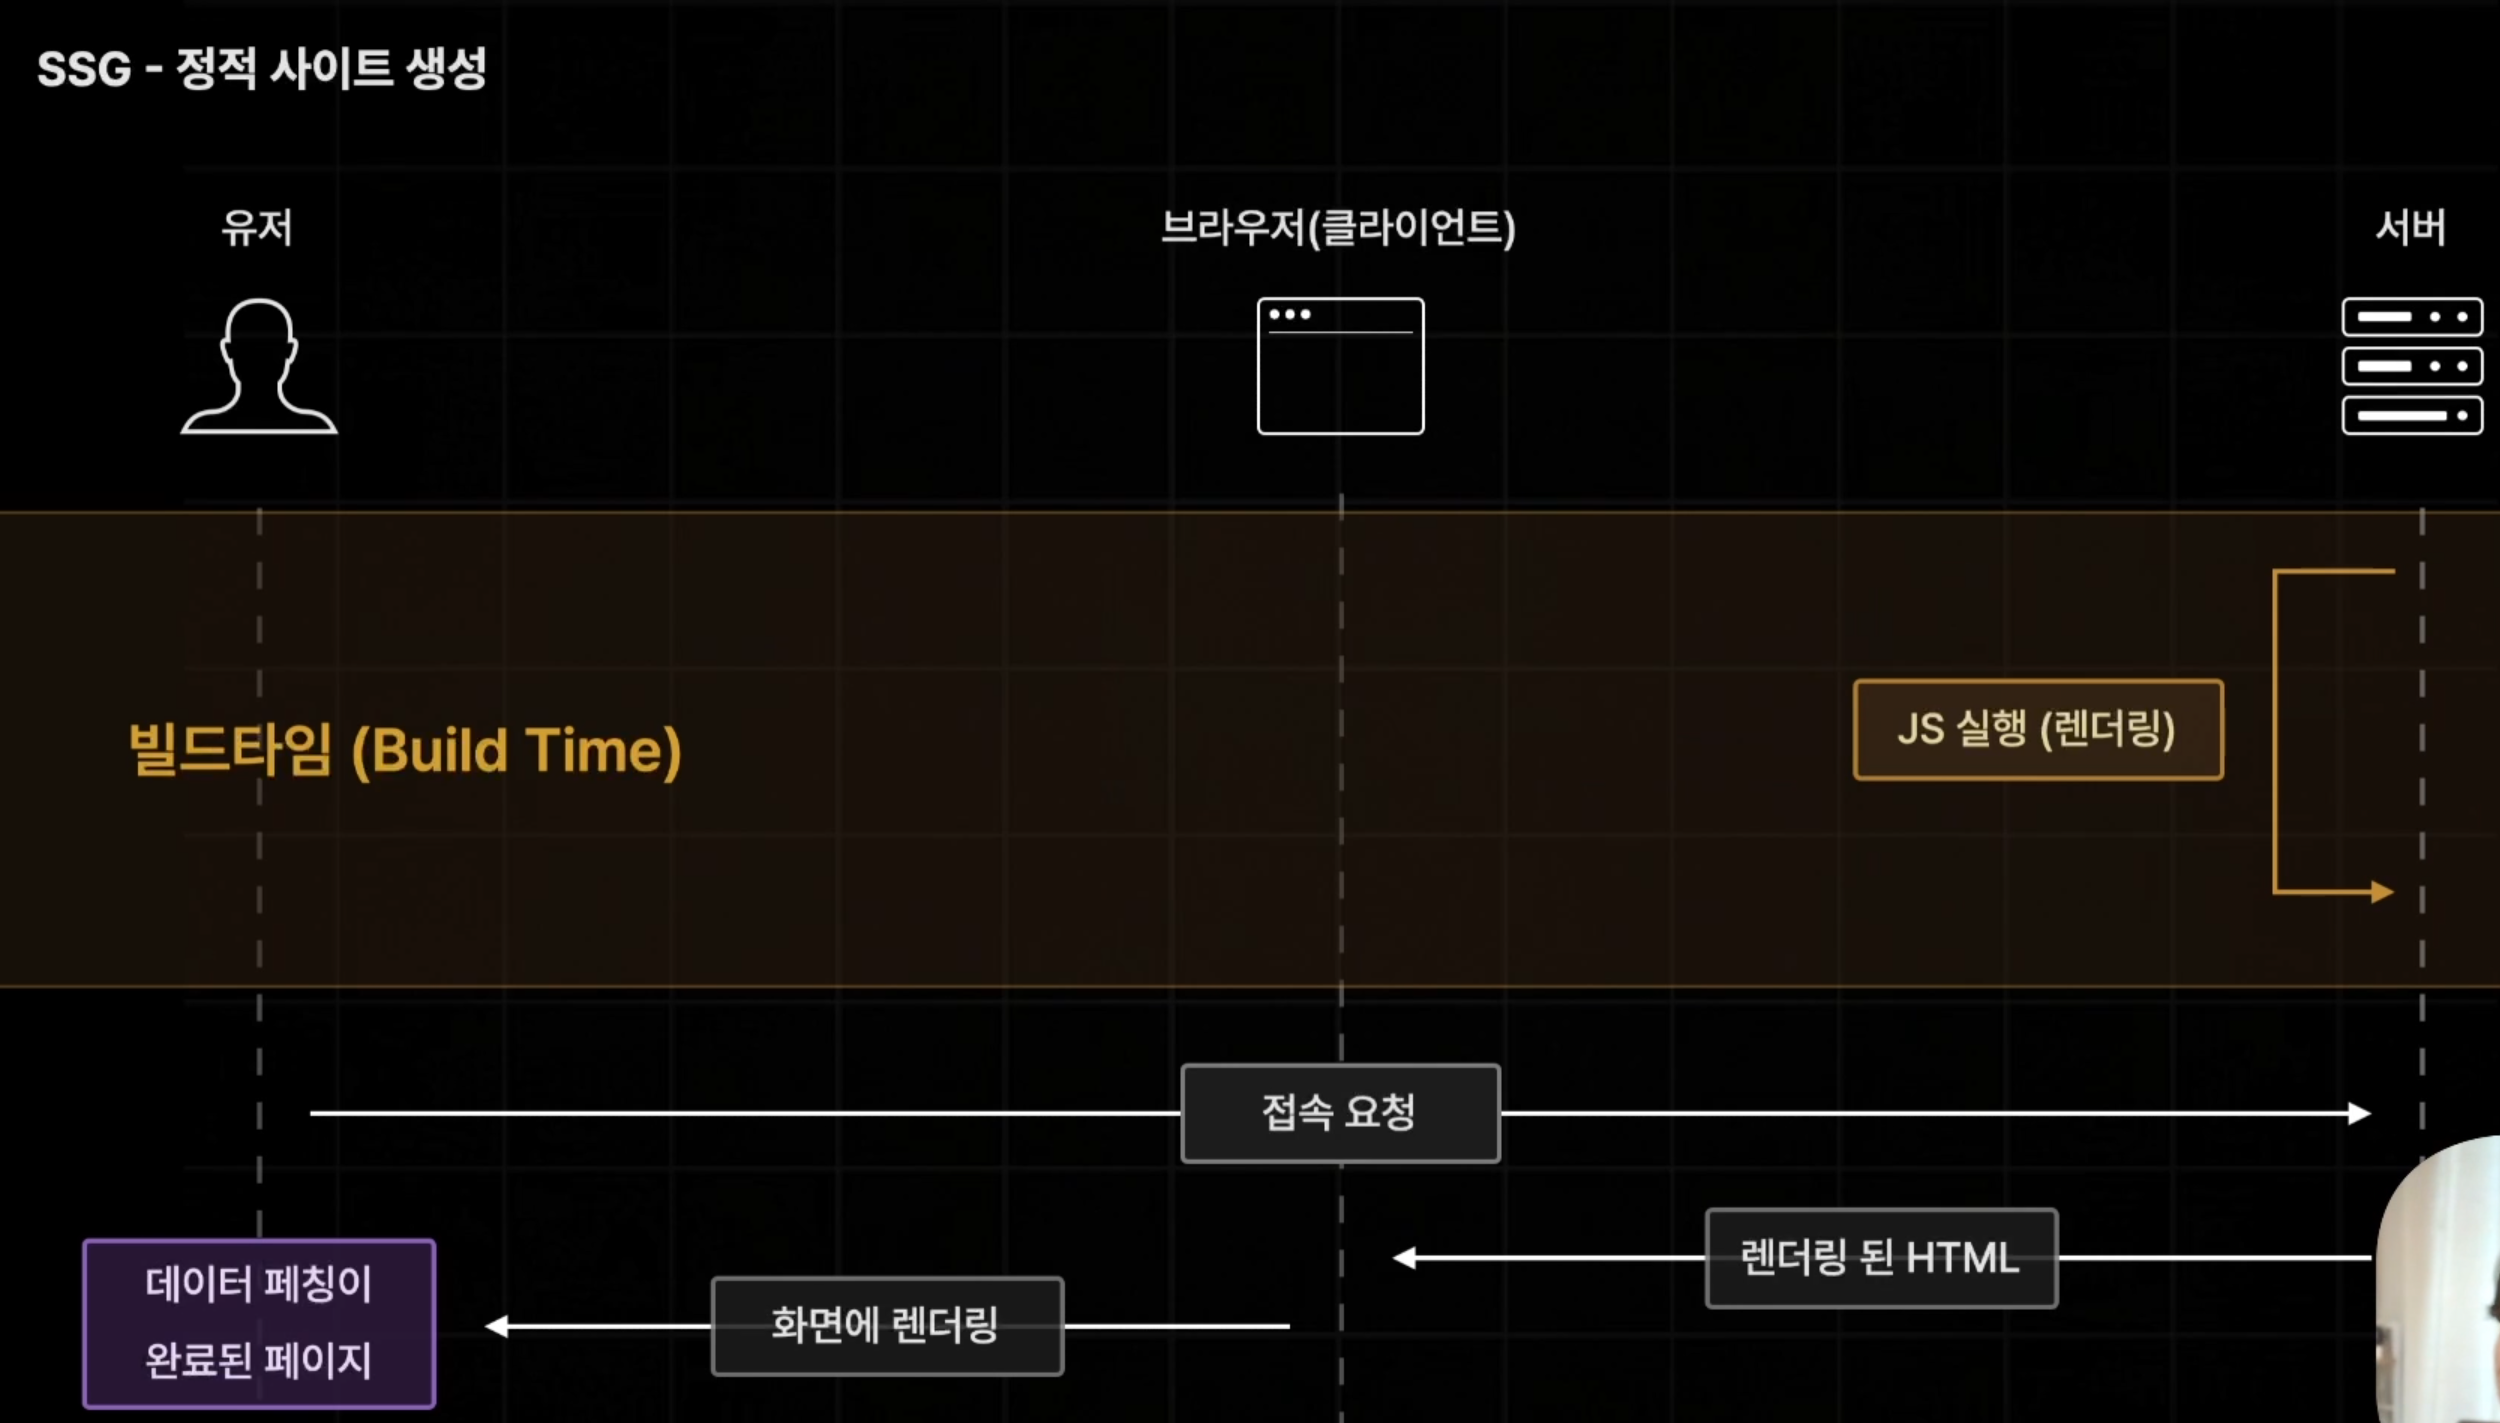 SSG - 정적 사이트 생성
유저
브라우저(클라이언트)
서버
빌드타임 (Build Time)
JS 실행 (렌더링)
접속 요청
렌더링 된 HTML
화면에 렌더링
데이터 페칭이
완료된 페이지